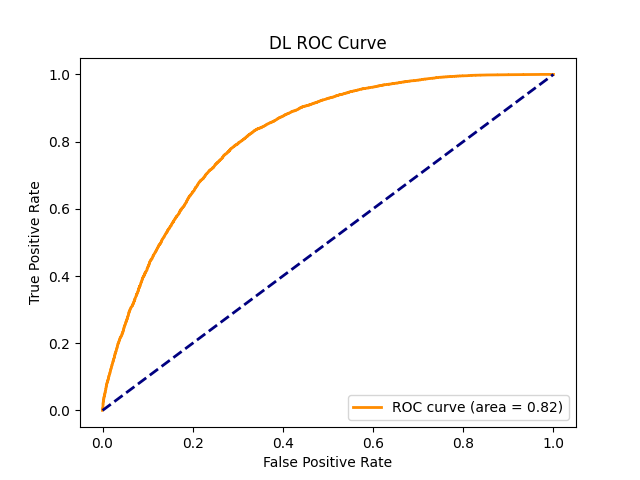 DL ROC Curve
True Positive Rate
1.0
0.8
0.6
0.4
0.2
0.0
ROC curve (area = 0.82)
0.0 0.2 0.4 0.6 0.8 1.0
False Positive Rate